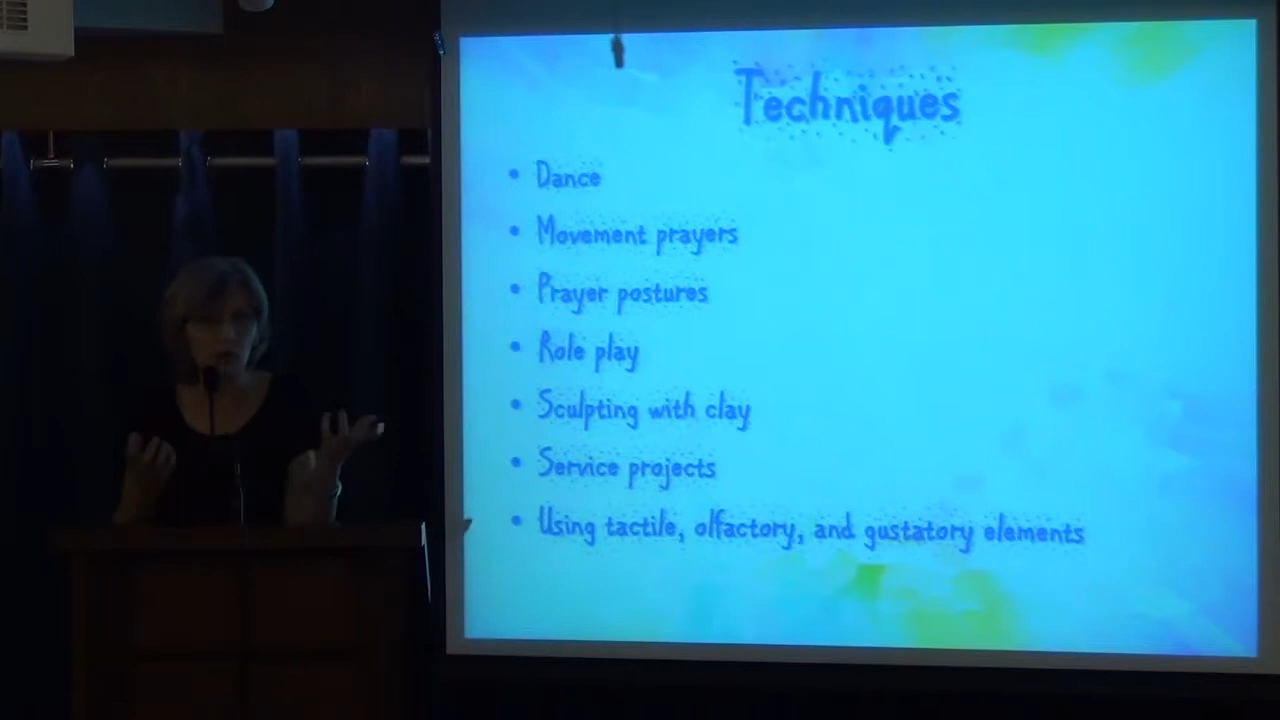 Techniques
• Dance
• Movement prayers
• Prayer postures
• Role play
• Sculpting with clay
• Service projects
• Using tactile, olfactory, and gustatory elements